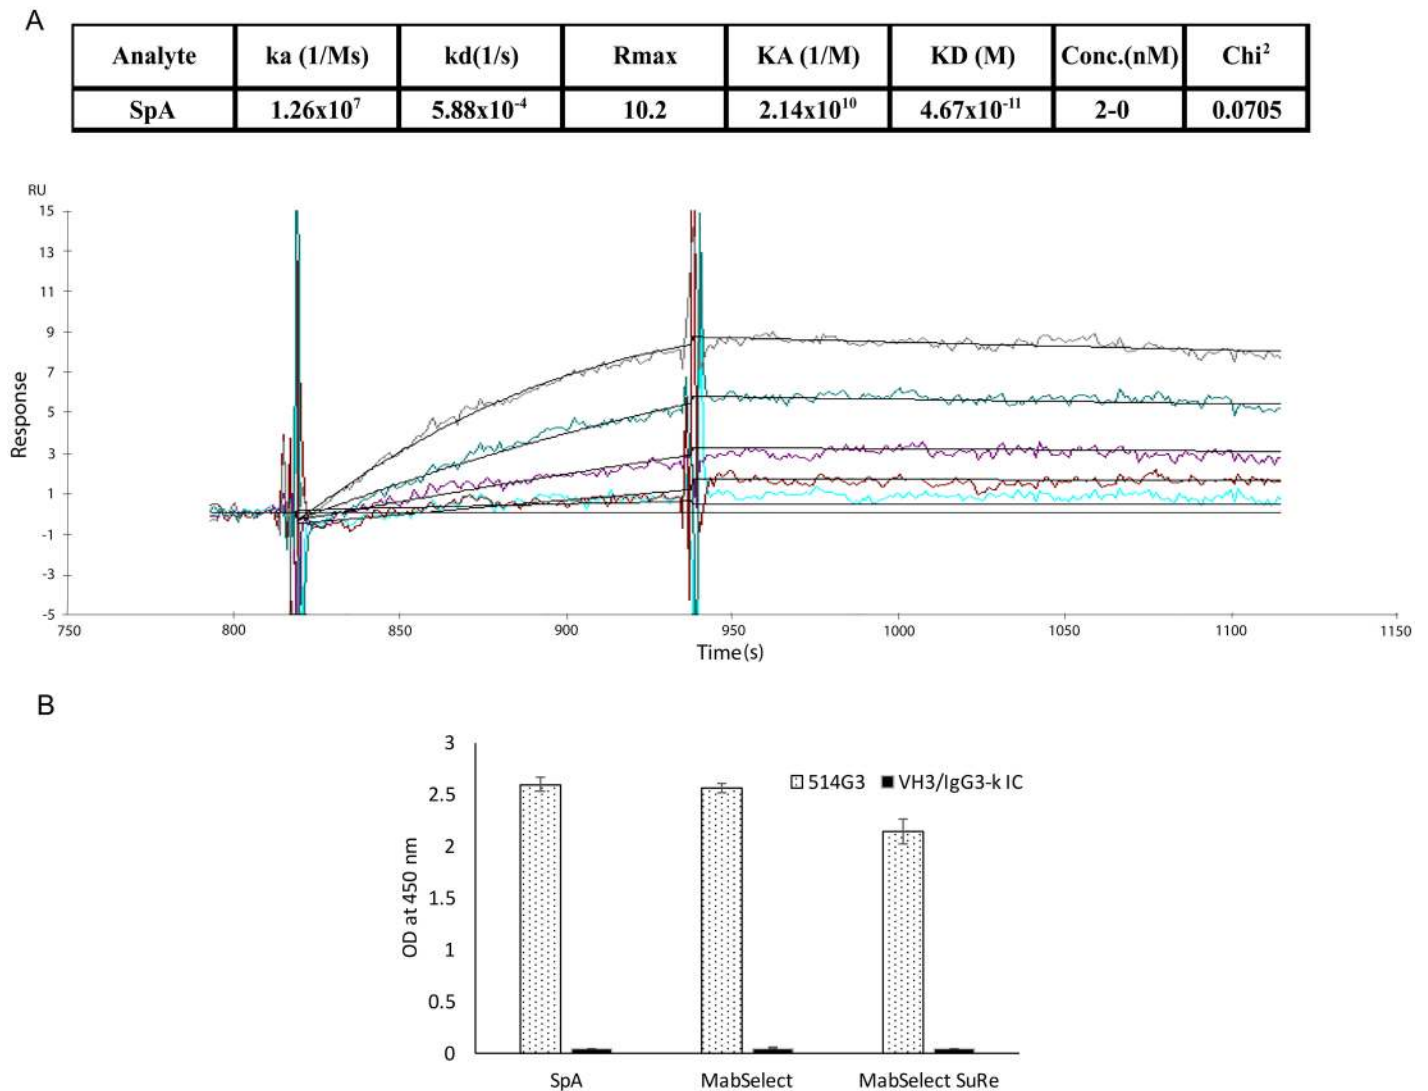 A
Analyte ka (1/Ms) kd(1/s) Rmax KA (1/M) KD (M) Conc.(nM) Chi²
SpA 1.26x10⁷ 5.88x10⁻⁴ 10.2 2.14x10¹⁰ 4.67x10⁻¹¹ 2-0 0.0705
RU
15
13
11
9
7
5
3
1
-1
-3
-5
Response
750 800 850 900 950 1000 1050 1100 1150
Time(s)
B
3
2.5
2
1.5
1
0.5
0
OD at 450 nm
514G3 VH3/IgG3-k IC
SpA MabSelect MabSelect SuRe